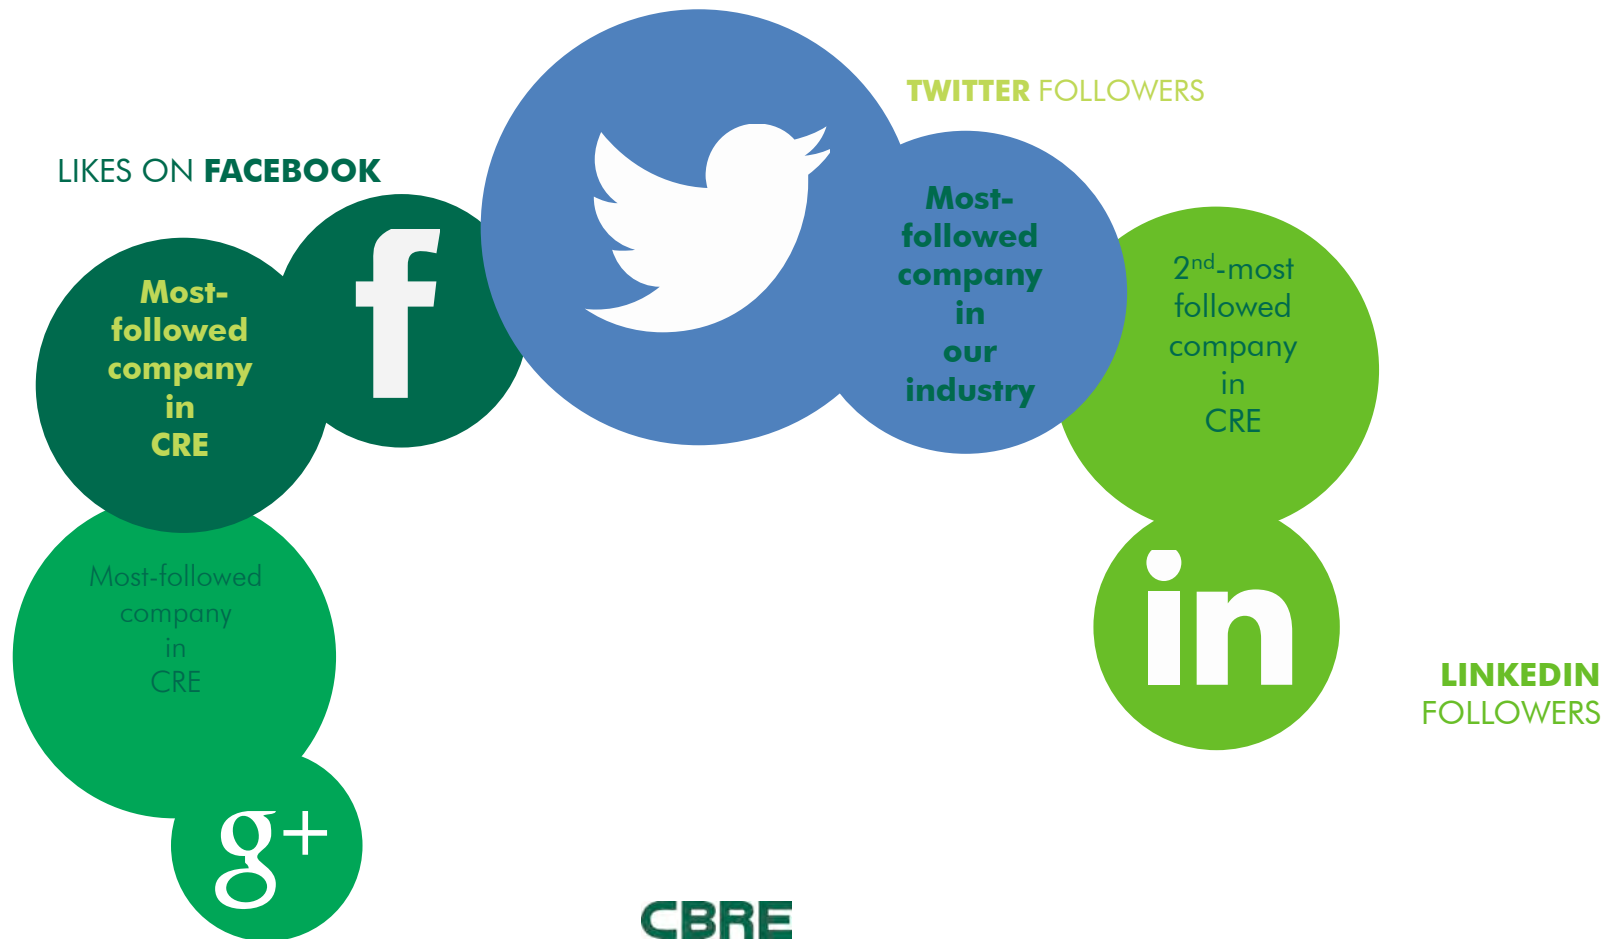 TWITTER FOLLOWERS
LIKES ON FACEBOOK
f
Most-
followed
company
in
CRE
Most-
followed
company
in
our
industry
2nd-most
followed
company
in
CRE
Most-followed
company
in
CRE
in
LINKEDIN
FOLLOWERS
g+
CBRE